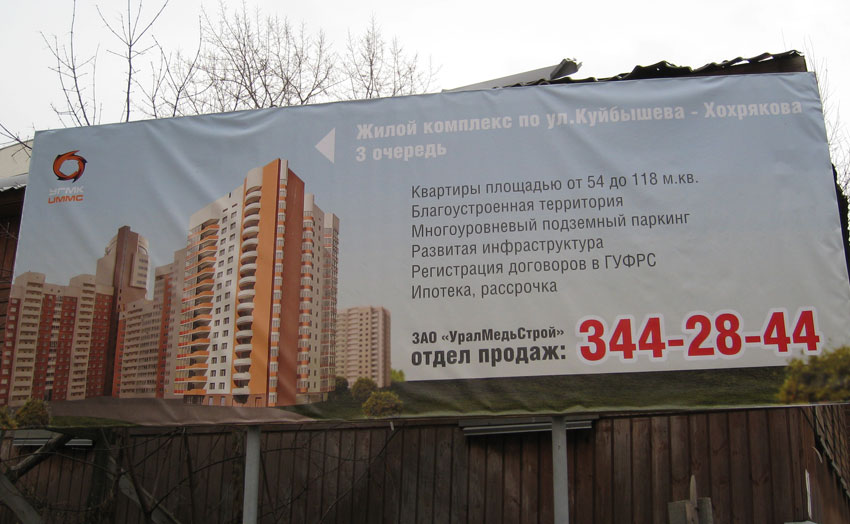 УГМК
UMMC
Жилой комплекс по ул.Куйбышева - Хохрякова
3 очередь
Квартиры площадью от 54 до 118 м.кв.
Благоустроенная территория
Многоуровневый подземный паркинг
Развитая инфраструктура
Регистрация договоров в ГУФРС
Ипотека, рассрочка
ЗАО «УралМедьСтрой»
отдел продаж: 344-28-44